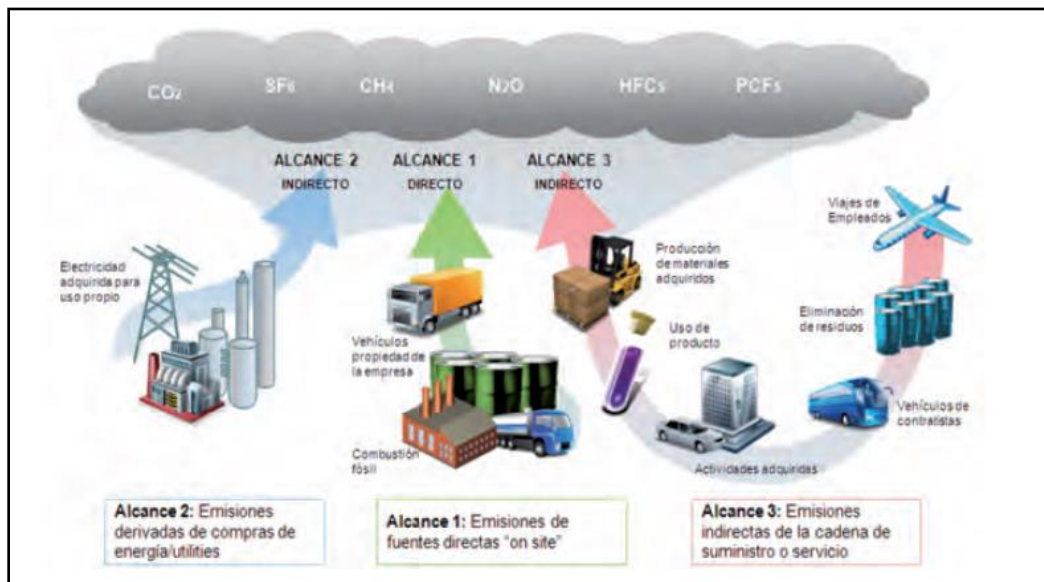 CO2 SF6 CH4 N2O HFCs PCFs
ALCANCE 2
INDIRECTO
ALCANCE 1
DIRECTO
ALCANCE 3
INDIRECTO
Viajes de
Empleados
Electricidad
adquirida para
uso propio
Producción
de materiales
adquiridos
Eliminación
de residuos
Vehículos
propiedad de
la empresa
Uso de
producto
Vehículos de
contratistas
Combustión
fósil
Actividades adquiridas
Alcance 2: Emisiones
derivadas de compras de
energía/utilities
Alcance 1: Emisiones de
fuentes directas "on site"
Alcance 3: Emisiones
indirectas de la cadena de
suministro o servicio